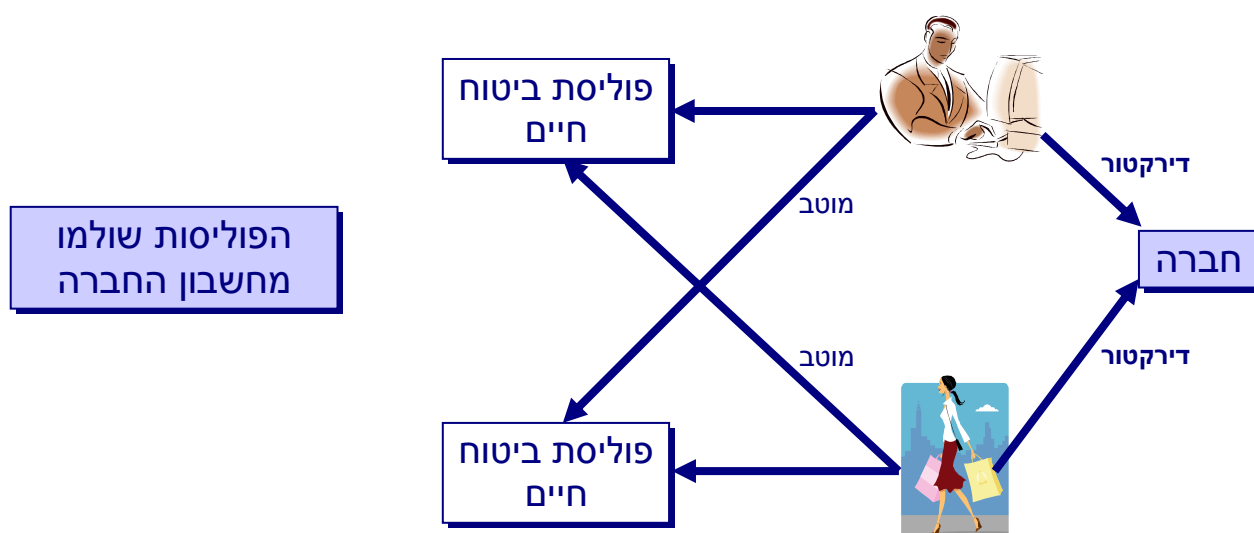 פוליסת ביטוח
חיים
דירקטור
מוטב
חברה
הפוליסות שולמו
מחשבון החברה
מוטב
דירקטור
פוליסת ביטוח
חיים